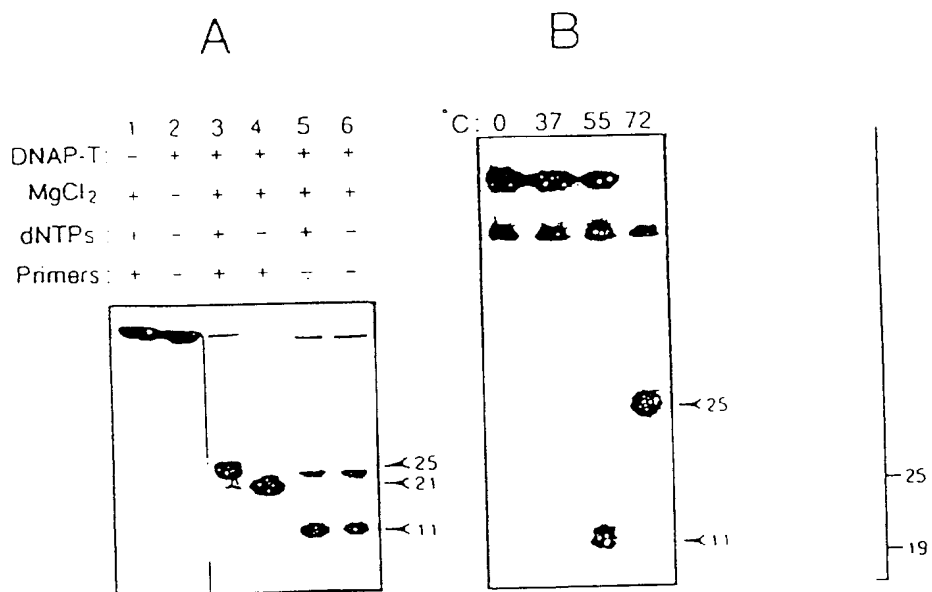 A
B
1 2 3 4 5 6
DNAP-T: - + + + + +
MgCl2 + - + + + +
dNTPs + - + - + -
Primers: + - + + - -
25
21
11
°C: 0 37 55 72
25
11
25
19